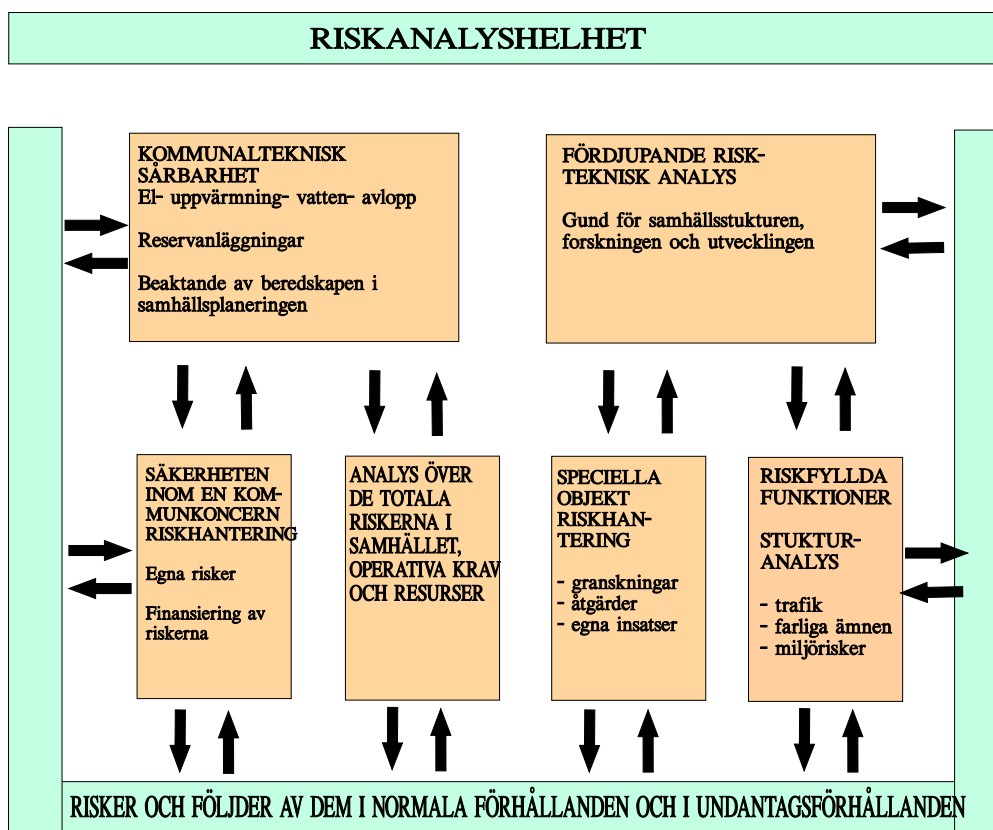 RISKANALYSHELHET
KOMMUNALTEKNISK
SÅRBARHET
El- uppvärmning- vatten- avlopp
Reservanläggningar
Beaktande av beredskapen i
samhällsplaneringen
FÖRDJUPANDE RISK-
TEKNISK ANALYS
Gund för samhällsstukturen,
forskningen och utvecklingen
SÄKERHETEN
INOM EN KOM-
MUNKONCERN
RISKHANTERING
Egna risker
Finansiering av
riskerna
ANALYS ÖVER
DE TOTALA
RISKERNA I
SAMHÄLLET,
OPERATIVA KRAV
OCH RESURSER
SPECIELLA
OBJEKT
RISKHAN-
TERING
- granskningar
- åtgärder
- egna insatser
RISKFYLLDA
FUNKTIONER
STUKTUR-
ANALYS
- trafik
- farliga ämnen
- miljörisker
RISKER OCH FÖLJDER AV DEM I NORMALA FÖRHÅLLANDEN OCH I UNDANTAGSFÖRHÅLLANDEN